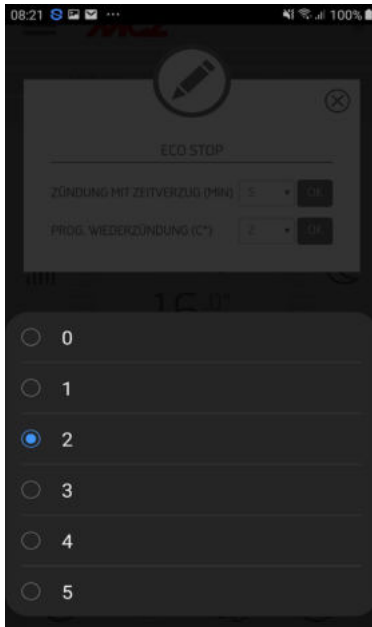 08:21 S ... 100%
MCZ
ECO STOP
ZÜNDUNG MIT ZEITVERZUG (MIN) 5 OK
PROG. WIEDERZÜNDUNG (C°) 2 OK
0
1
2
3
4
5